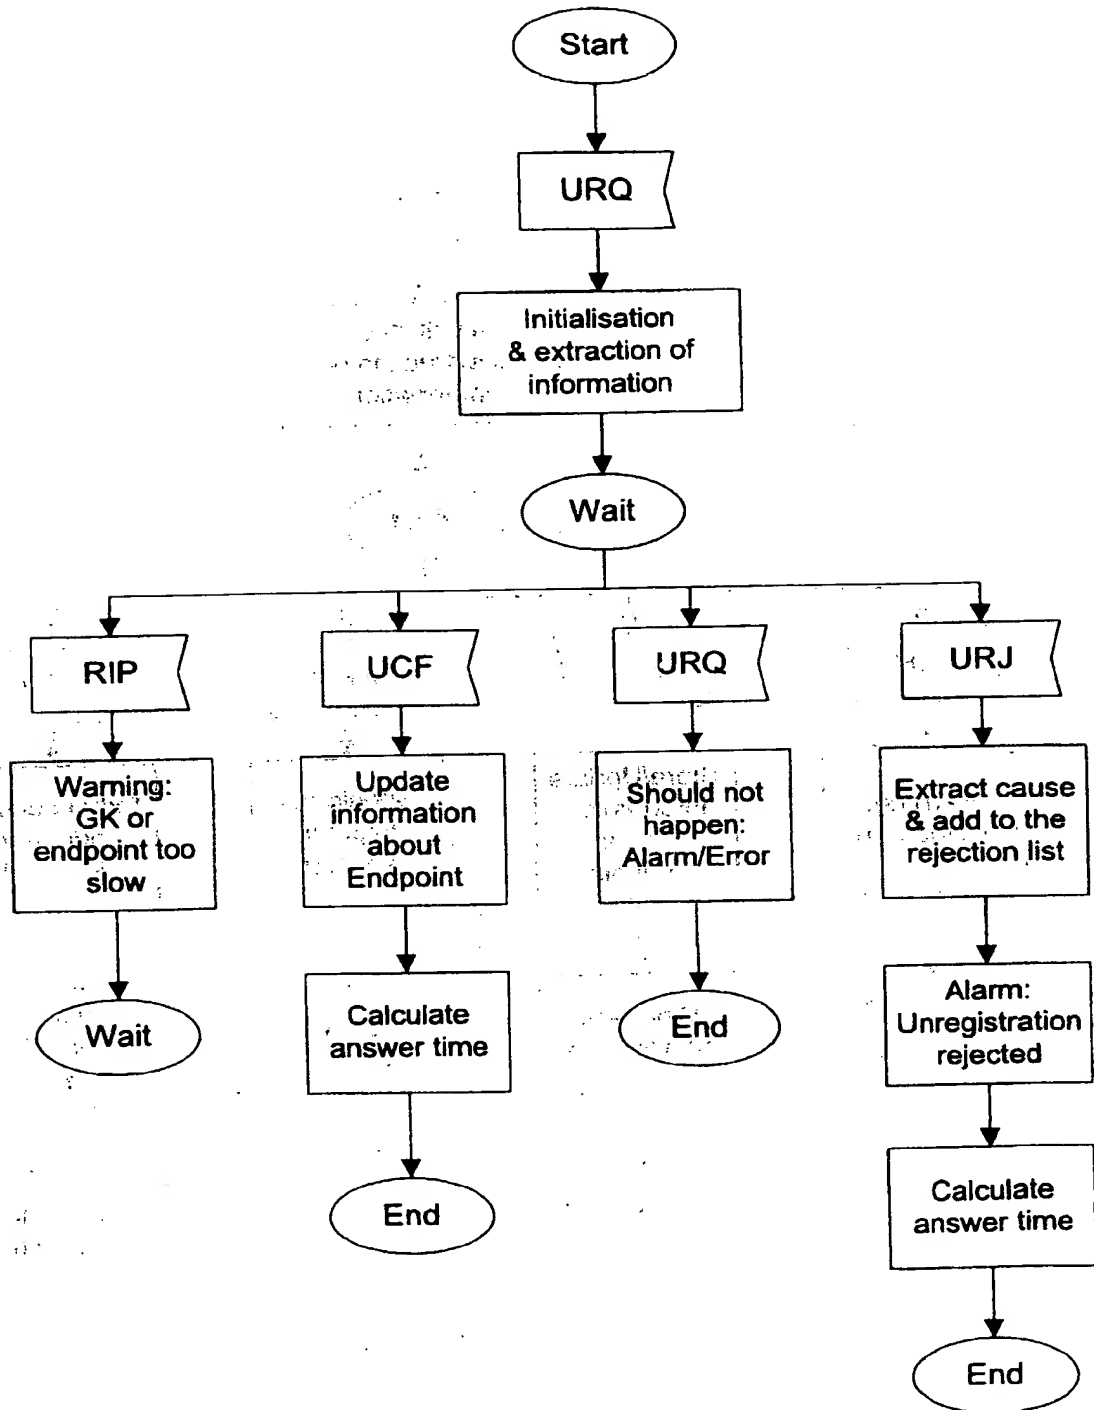 Start
URQ
Initialisation
& extraction of
information
Wait
RIP
UCF
URQ
URJ
Warning:
GK or
endpoint too
slow
Update
information
about
Endpoint
Should not
happen:
Alarm/Error
Extract cause
& add to the
rejection list
Wait
Calculate
answer time
End
Alarm:
Unregistration
rejected
End
Calculate
answer time
End